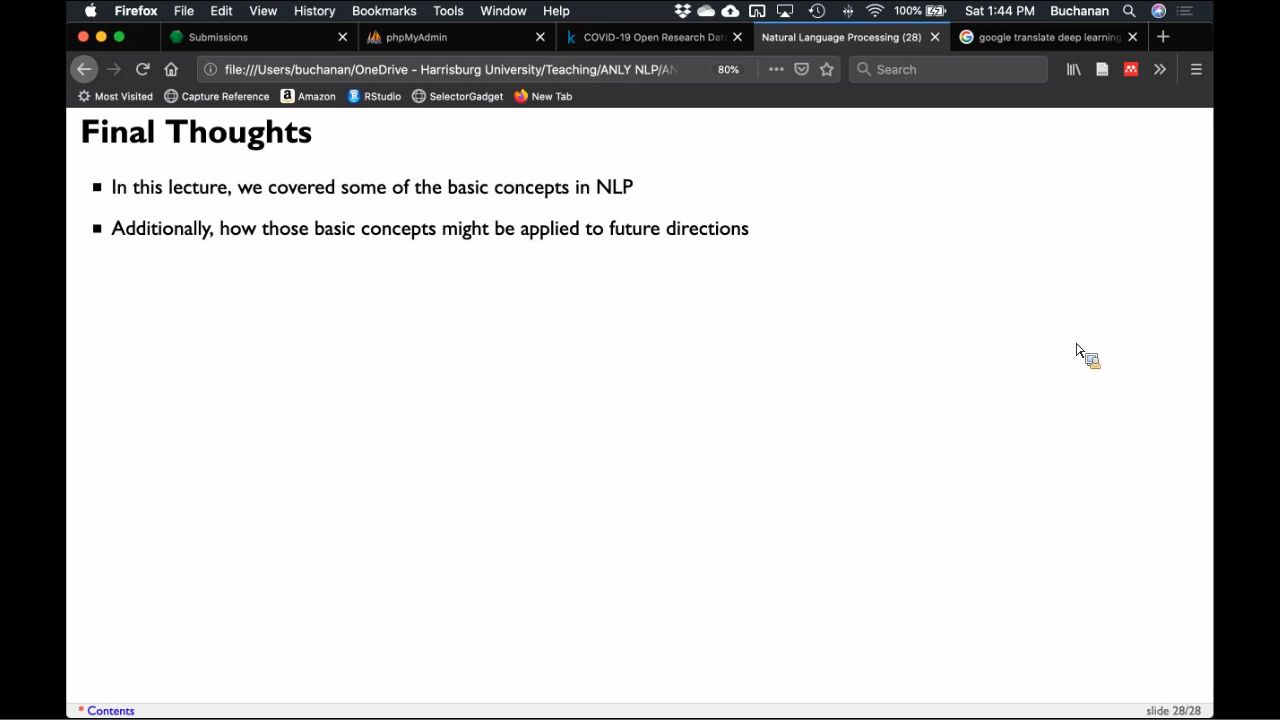 Firefox File Edit View History Bookmarks Tools Window Help 100% Sat 1:44 PM Buchanan
Submissions phpMyAdmin COVID-19 Open Research Dat Natural Language Processing (28) google translate deep learning
file:///Users/buchanan/OneDrive - Harrisburg University/Teaching/ANLY NLP/AN 80% Search
Most Visited Capture Reference Amazon RStudio SelectorGadget New Tab
Final Thoughts
In this lecture, we covered some of the basic concepts in NLP
Additionally, how those basic concepts might be applied to future directions
* Contents slide 28/28